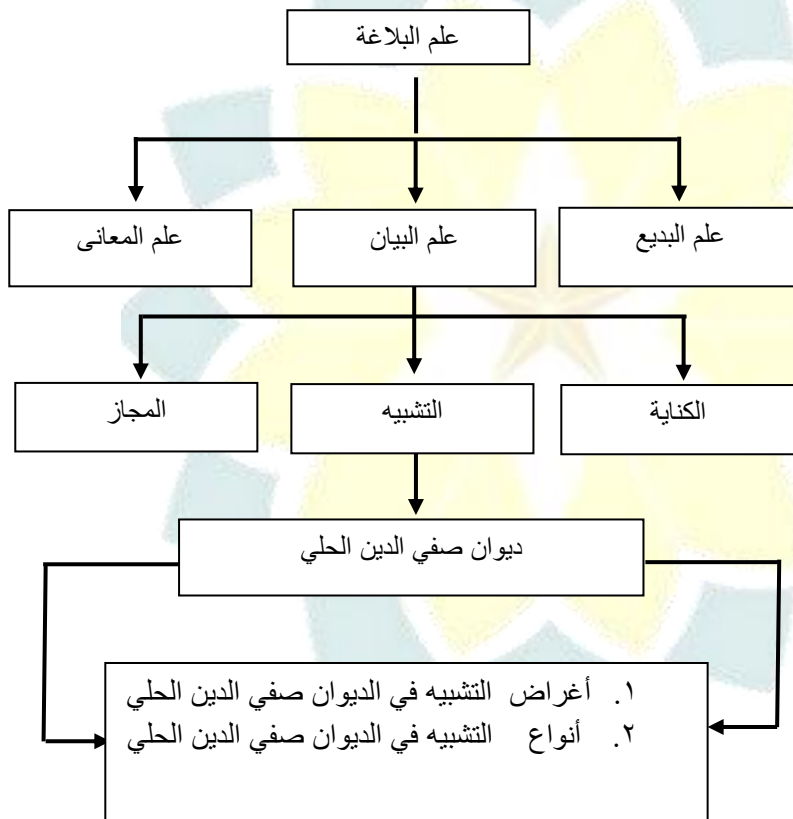 علم البلاغة
علم البديع
علم البيان
علم المعانى
الكناية
التشبيه
المجاز
ديوان صفي الدين الحلي
١. أغراض التشبيه في الديوان صفي الدين الحلي
٢. أنواع التشبيه في الديوان صفي الدين الحلي